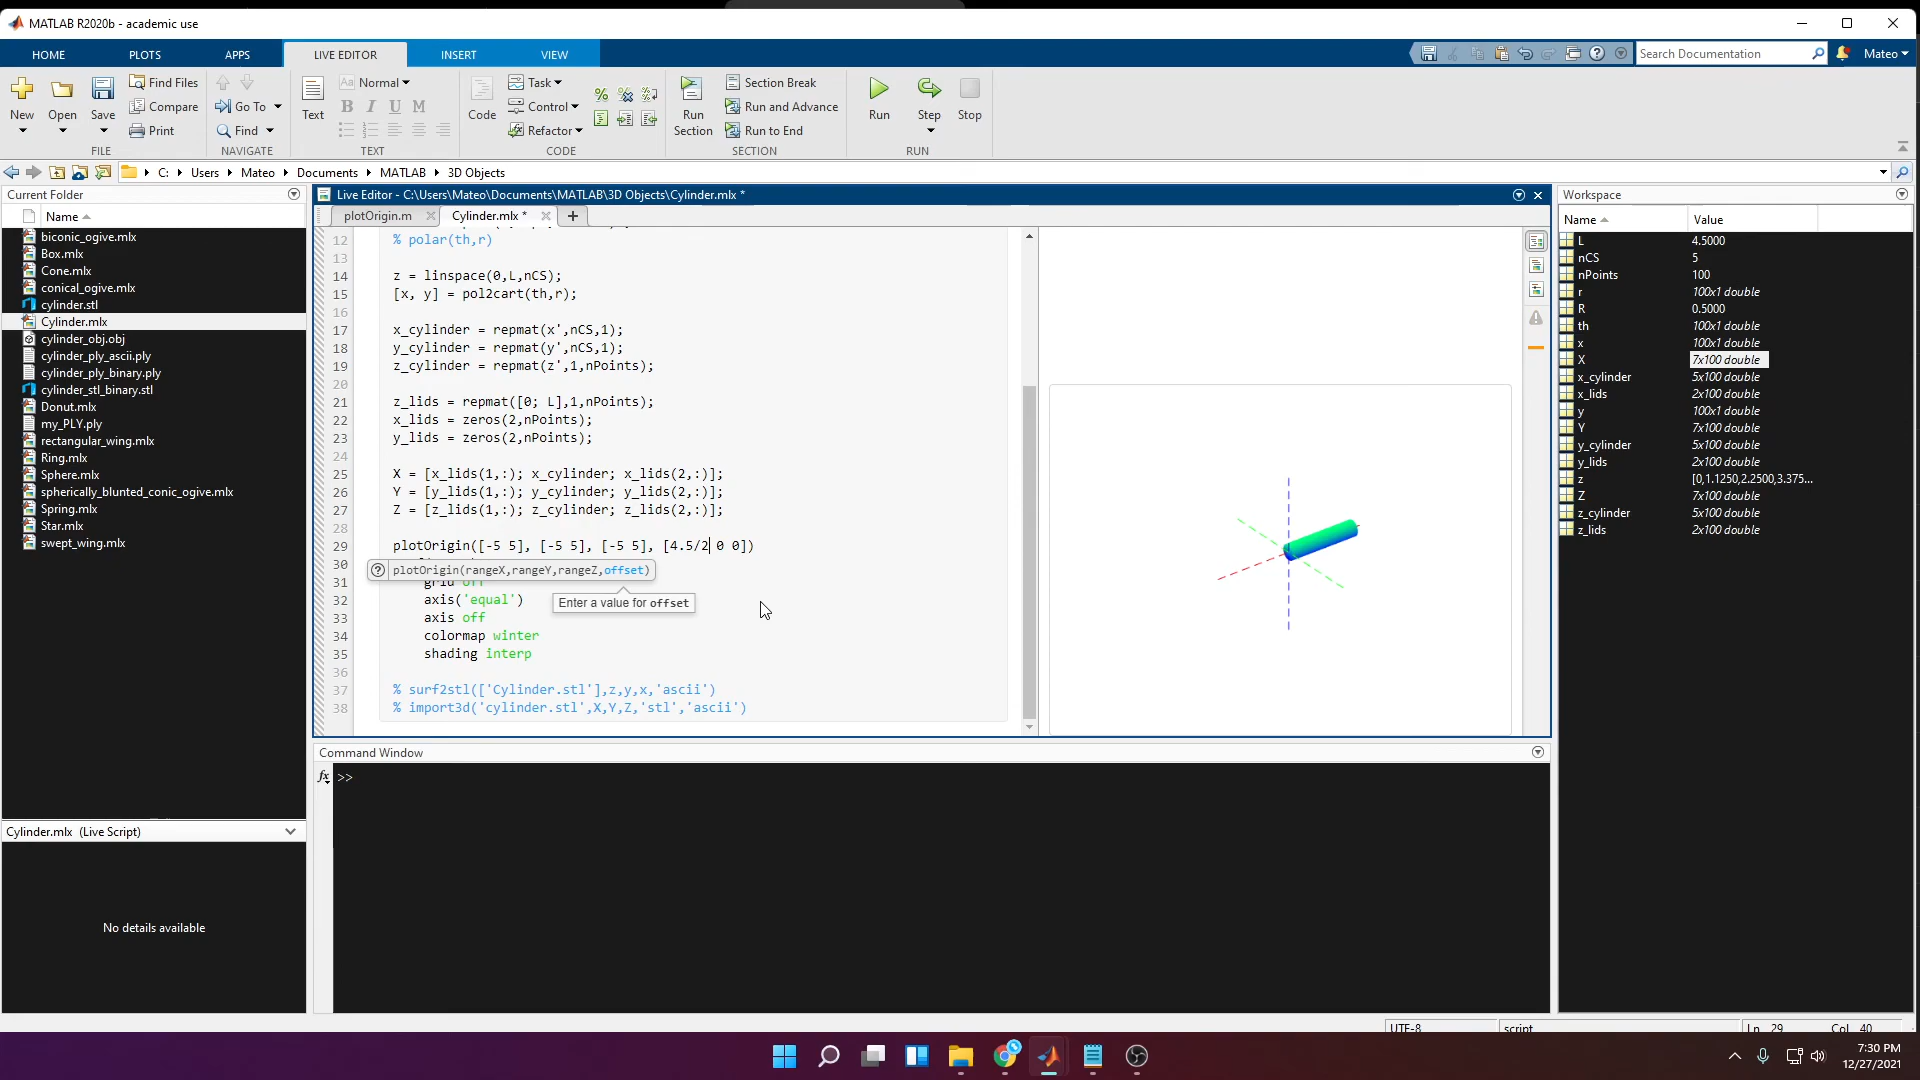 MATLAB R2020b - academic use
HOME PLOTS APPS LIVE EDITOR INSERT VIEW
Search Documentation
Mateo
New
Open
Save
Find Files
Compare
Print
FILE
Go To
Find
NAVIGATE
Text
Aa Normal
B I U M
TEXT
Code
Task
Control
Refactor
CODE
Run Section
Section Break
Run and Advance
Run to End
SECTION
Run
Step
Stop
RUN
C: Users Mateo Documents MATLAB 3D Objects
Current Folder
Name
biconic_ogive.mlx
Box.mlx
Cone.mlx
conical_ogive.mlx
cylinder.stl
Cylinder.mlx
cylinder_obj.obj
cylinder_ply_ascii.ply
cylinder_ply_binary.ply
cylinder_stl_binary.stl
Donut.mlx
my_PLY.ply
rectangular_wing.mlx
Ring.mlx
Sphere.mlx
spherically_blunted_conic_ogive.mlx
Spring.mlx
Star.mlx
swept_wing.mlx
Cylinder.mlx (Live Script)
No details available
Live Editor - C:\Users\Mateo\Documents\MATLAB\3D Objects\Cylinder.mlx *
plotOrigin.m
Cylinder.mlx *
12 % polar(th,r)
13
14 z = linspace(0,L,nCS);
15 [x, y] = pol2cart(th,r);
16
17 x_cylinder = repmat(x',nCS,1);
18 y_cylinder = repmat(y',nCS,1);
19 z_cylinder = repmat(z',1,nPoints);
20
21 z_lids = repmat([0; L],1,nPoints);
22 x_lids = zeros(2,nPoints);
23 y_lids = zeros(2,nPoints);
24
25 X = [x_lids(1,:); x_cylinder; x_lids(2,:)];
26 Y = [y_lids(1,:); y_cylinder; y_lids(2,:)];
27 Z = [z_lids(1,:); z_cylinder; z_lids(2,:)];
28
29 plotOrigin([-5 5], [-5 5], [-5 5], [4.5/2 0 0])
30
plotOrigin(rangeX,rangeY,rangeZ,offset)
31 grid off
32 axis('equal')
Enter a value for offset
33 axis off
34 colormap winter
35 shading interp
36
37 % surf2stl(['Cylinder.stl'],z,y,x,'ascii')
38 % import3d('cylinder.stl',X,Y,Z,'stl','ascii')
Command Window
fx >>
Workspace
Name Value
L 4.5000
nCS 5
nPoints 100
r 100x1 double
R 0.5000
th 100x1 double
x 100x1 double
X 7x100 double
x_cylinder 5x100 double
x_lids 2x100 double
y 100x1 double
Y 7x100 double
y_cylinder 5x100 double
y_lids 2x100 double
z [0,1.1250,2.2500,3.375...
Z 7x100 double
z_cylinder 5x100 double
z_lids 2x100 double
UTF-8 script Ln 29 Col 40
7:30 PM
12/27/2021